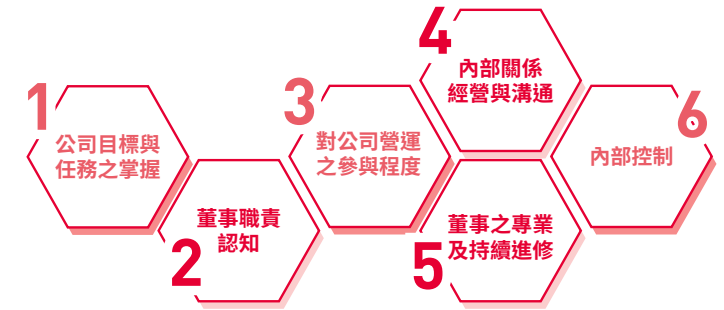 1
公司目標與
任務之掌握
2
董事職責
認知
3
對公司營運
之參與程度
4
內部關係
經營與溝通
5
董事之專業
及持續進修
6
內部控制